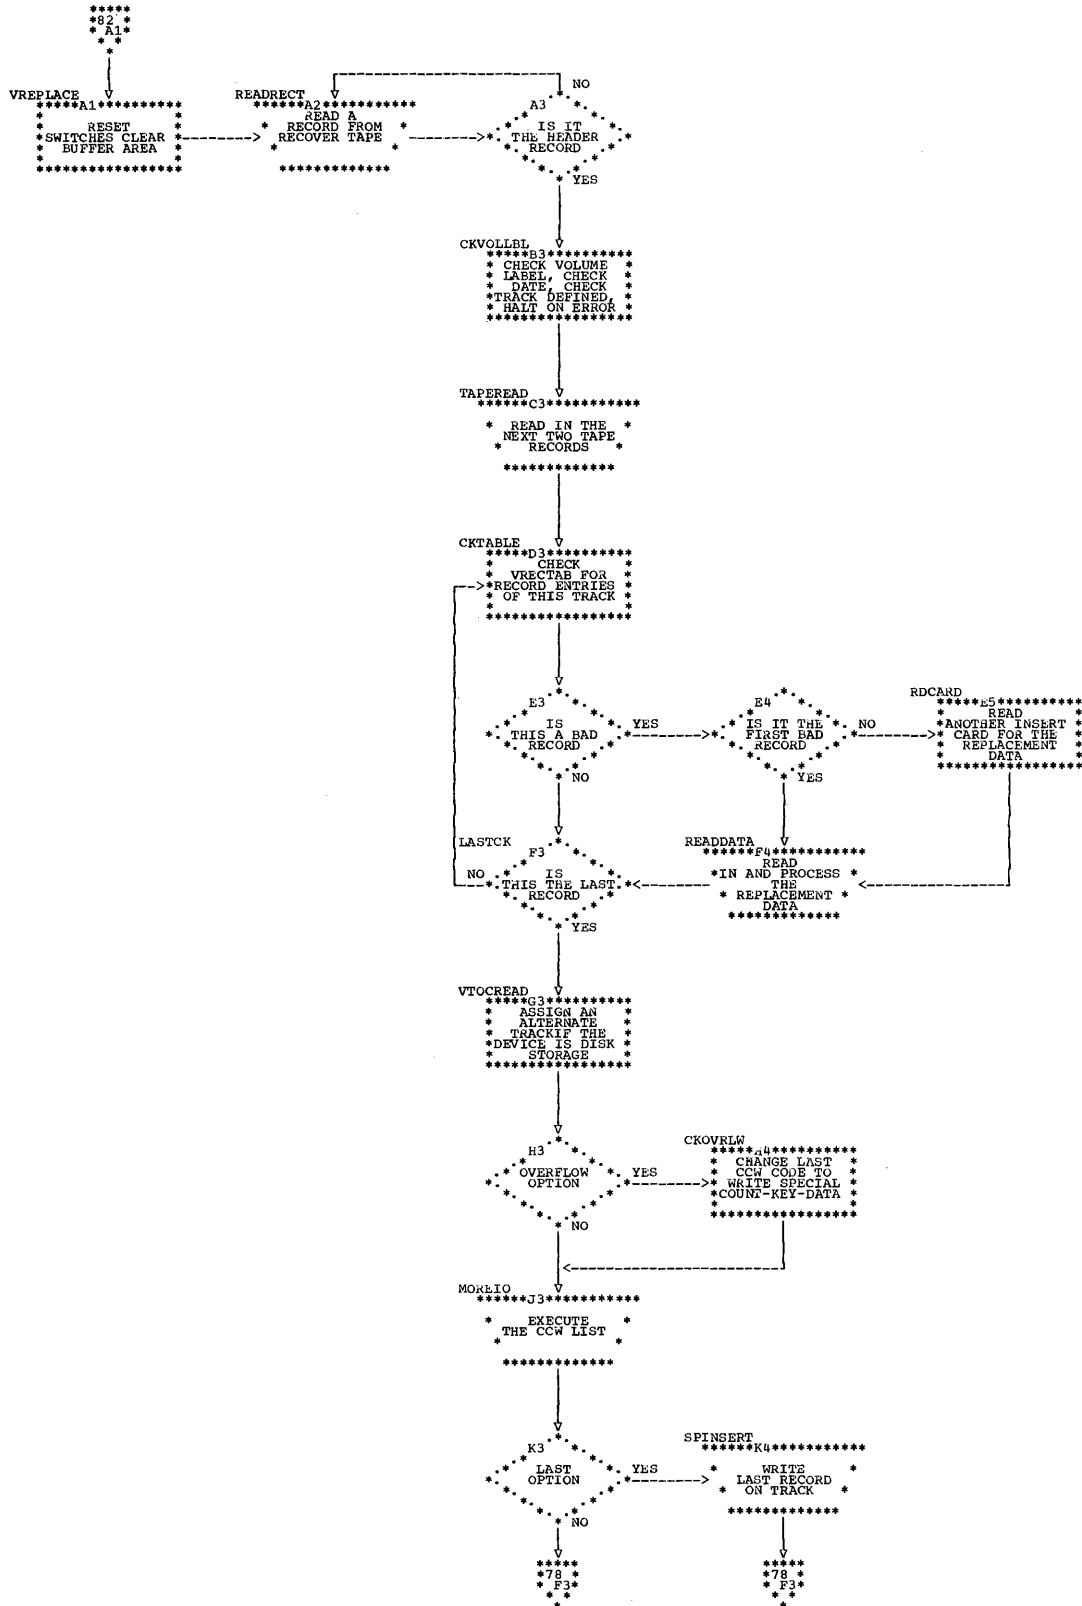 82
A1
NO
VREPLACE
READRECT
A1
A2
A3
RESET
SWITCHES CLEAR
BUFFER AREA
READ A
RECORD FROM
RECOVER TAPE
IS IT
THE HEADER
RECORD
YES
CKVOLLBL
B3
CHECK VOLUME
LABEL, CHECK
DATE, CHECK
TRACK DEFINED,
HALT ON ERROR
TAPEREAD
C3
READ IN THE
NEXT TWO TAPE
RECORDS
CKTABLE
D3
CHECK
VRECTAB FOR
RECORD ENTRIES
OF THIS TRACK
E3
IS
THIS A BAD
RECORD
YES
NO
E4
IS IT THE
FIRST BAD
RECORD
NO
YES
RDCARD
E5
READ
ANOTHER INSERT
CARD FOR THE
REPLACEMENT
DATA
LASTCK
F3
IS
THIS THE LAST
RECORD
NO
YES
READDATA
F4
READ
IN AND PROCESS
THE
REPLACEMENT
DATA
VTOCREAD
G3
ASSIGN AN
ALTERNATE
TRACKIF THE
DEVICE IS DISK
STORAGE
H3
OVERFLOW
OPTION
YES
NO
CKOVRLW
H4
CHANGE LAST
CCW CODE TO
WRITE SPECIAL
COUNT-KEY-DATA
MOREIO
J3
EXECUTE
THE CCW LIST
K3
LAST
OPTION
YES
NO
SPINSERT
K4
WRITE
LAST RECORD
ON TRACK
78
F3
78
F3